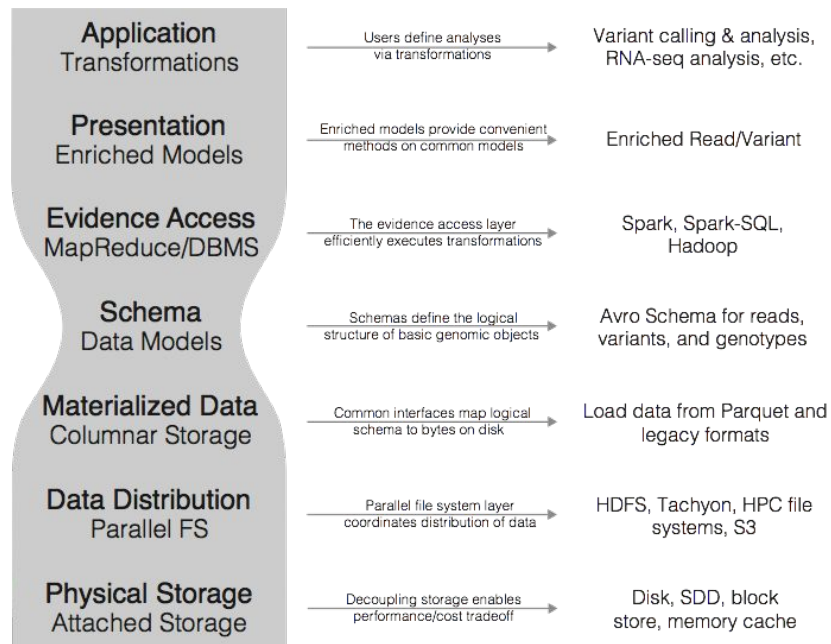 Application
Transformations
Users define analyses
via transformations
Variant calling & analysis,
RNA-seq analysis, etc.
Presentation
Enriched Models
Enriched models provide convenient
methods on common models
Enriched Read/Variant
Evidence Access
MapReduce/DBMS
The evidence access layer
efficiently executes transformations
Spark, Spark-SQL,
Hadoop
Schema
Data Models
Schemas define the logical
structure of basic genomic objects
Avro Schema for reads,
variants, and genotypes
Materialized Data
Columnar Storage
Common interfaces map logical
schema to bytes on disk
Load data from Parquet and
legacy formats
Data Distribution
Parallel FS
Parallel file system layer
coordinates distribution of data
HDFS, Tachyon, HPC file
systems, S3
Physical Storage
Attached Storage
Decoupling storage enables
performance/cost tradeoff
Disk, SDD, block
store, memory cache